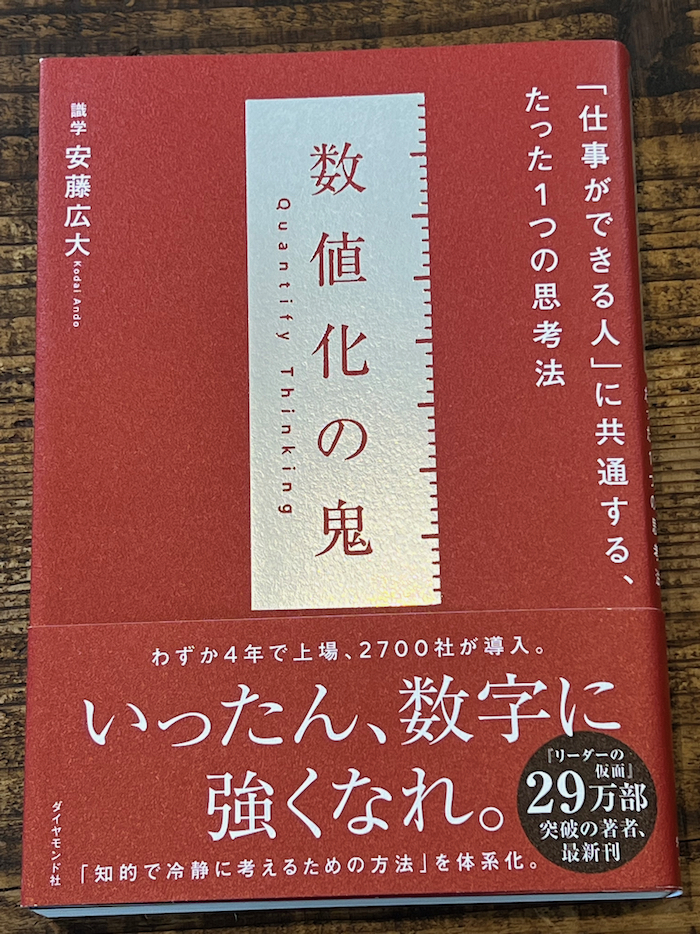 「仕事ができる人」に共通する、
たった1つの思考法
数値化の鬼
Quantify Thinking
識学 安藤広大
Kodai Ando
わずか4年で上場、2700社が導入。
いったん、数字に
強くなれ。
『リーダーの
仮面』
29万部
突破の著者、
最新刊
「知的で冷静に考えるための方法」を体系化。
ダイヤモンド社